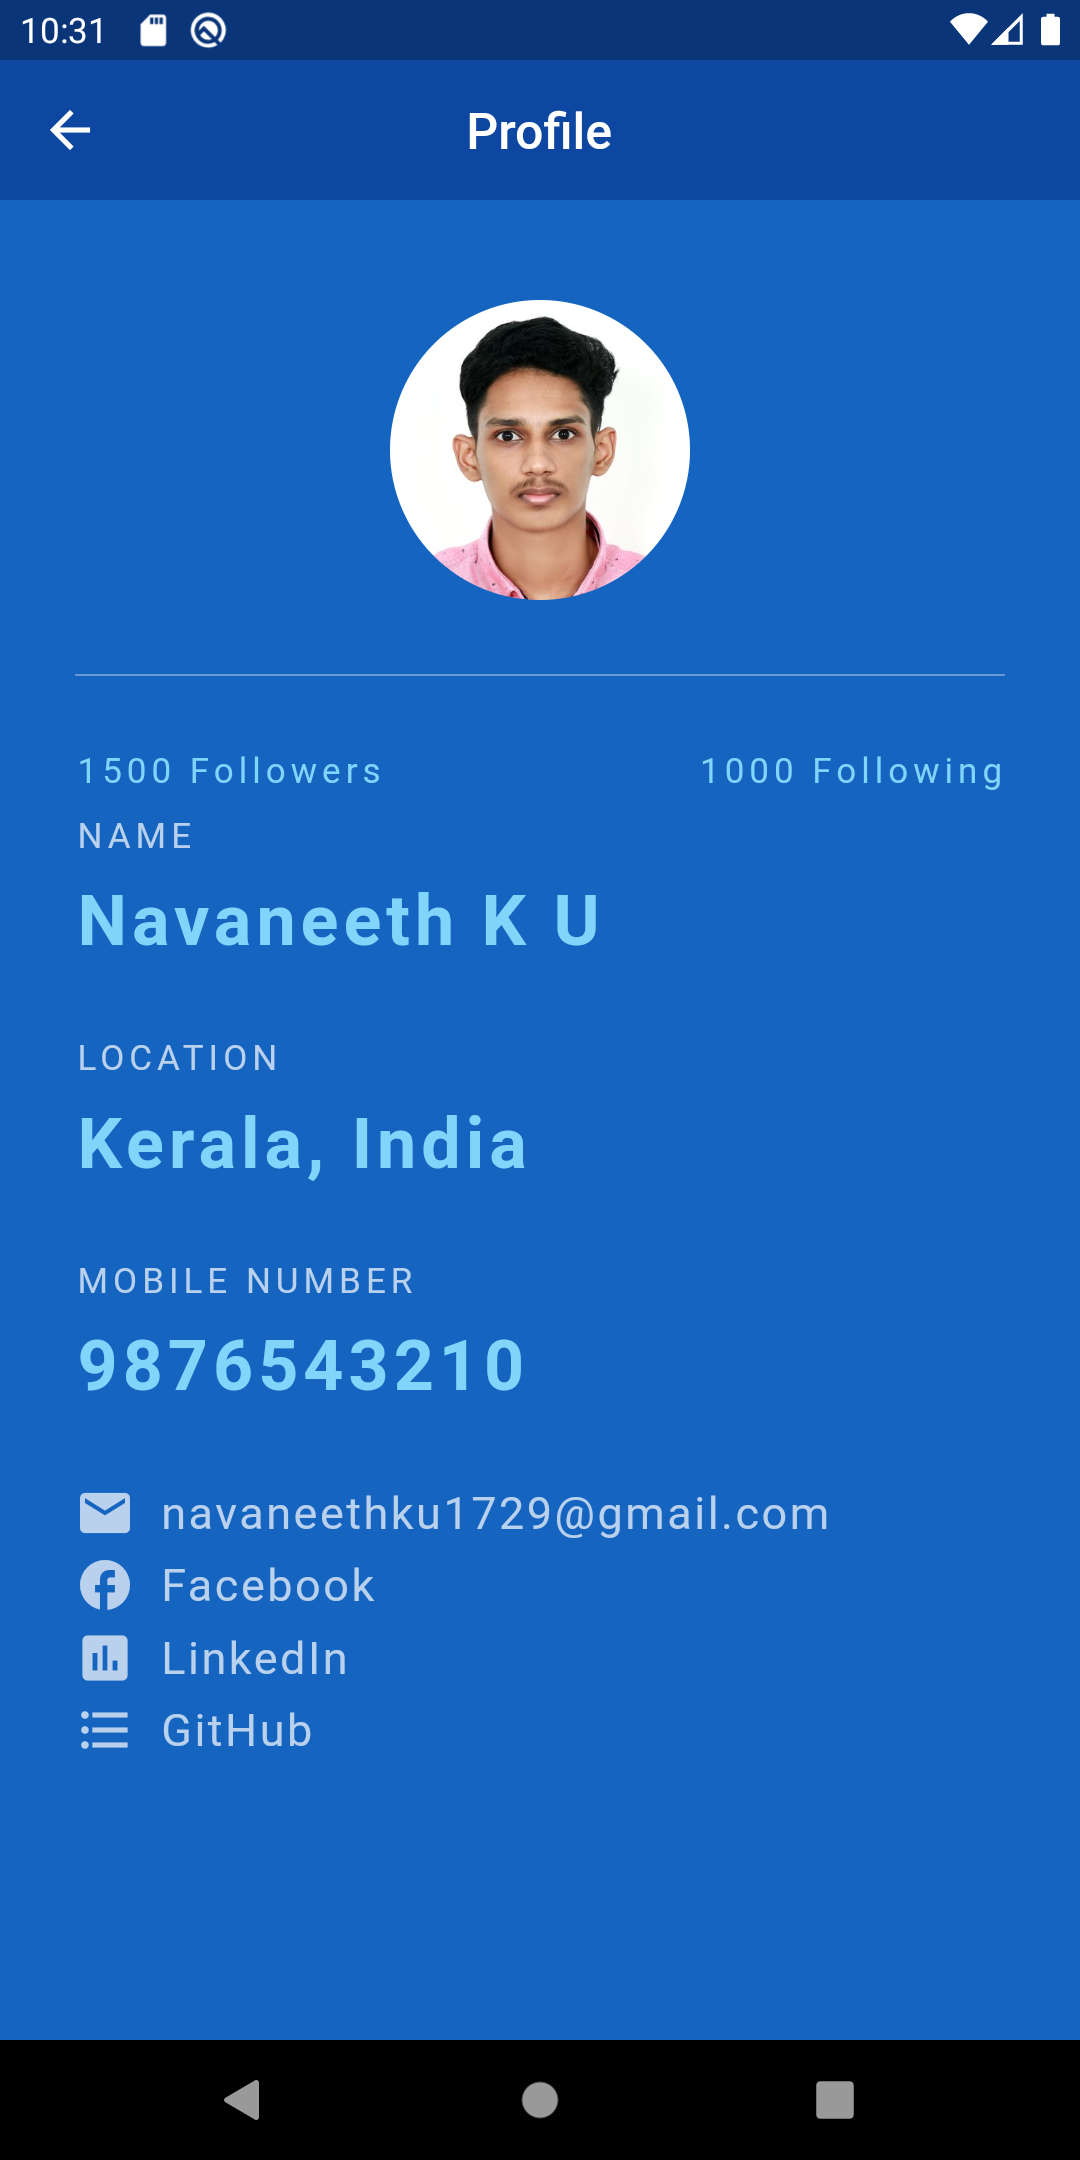 10:31
Profile
1500 Followers 1000 Following
NAME
Navaneeth K U
LOCATION
Kerala, India
MOBILE NUMBER
9876543210
navaneethku1729@gmail.com
Facebook
LinkedIn
GitHub